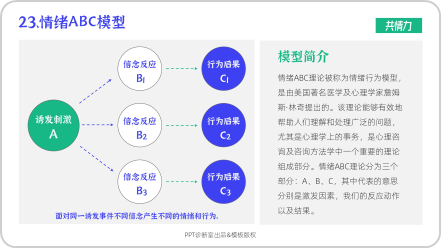 23.情绪ABC模型
共情力
诱发刺激
A
信念反应
B₁
行为后果
C₁
信念反应
B₂
行为后果
C₂
信念反应
B₃
行为后果
C₃
面对同一诱发事件不同信念产生不同的情绪和行为.
模型简介
情绪ABC理论被称为情绪行为模型，
是由美国著名医学及心理学家詹姆
斯·林奇提出的。该理论能够有效地
帮助人们理解和处理广泛的问题，
尤其是心理学上的事务，是心理咨
询及咨询方法学中一个重要的理论
组成部分。情绪ABC理论分为三个
部分：A、B、C，其中代表的意思
分别是激发因素，我们的反应动作
以及结果。
PPT诊断室出品&模板版权